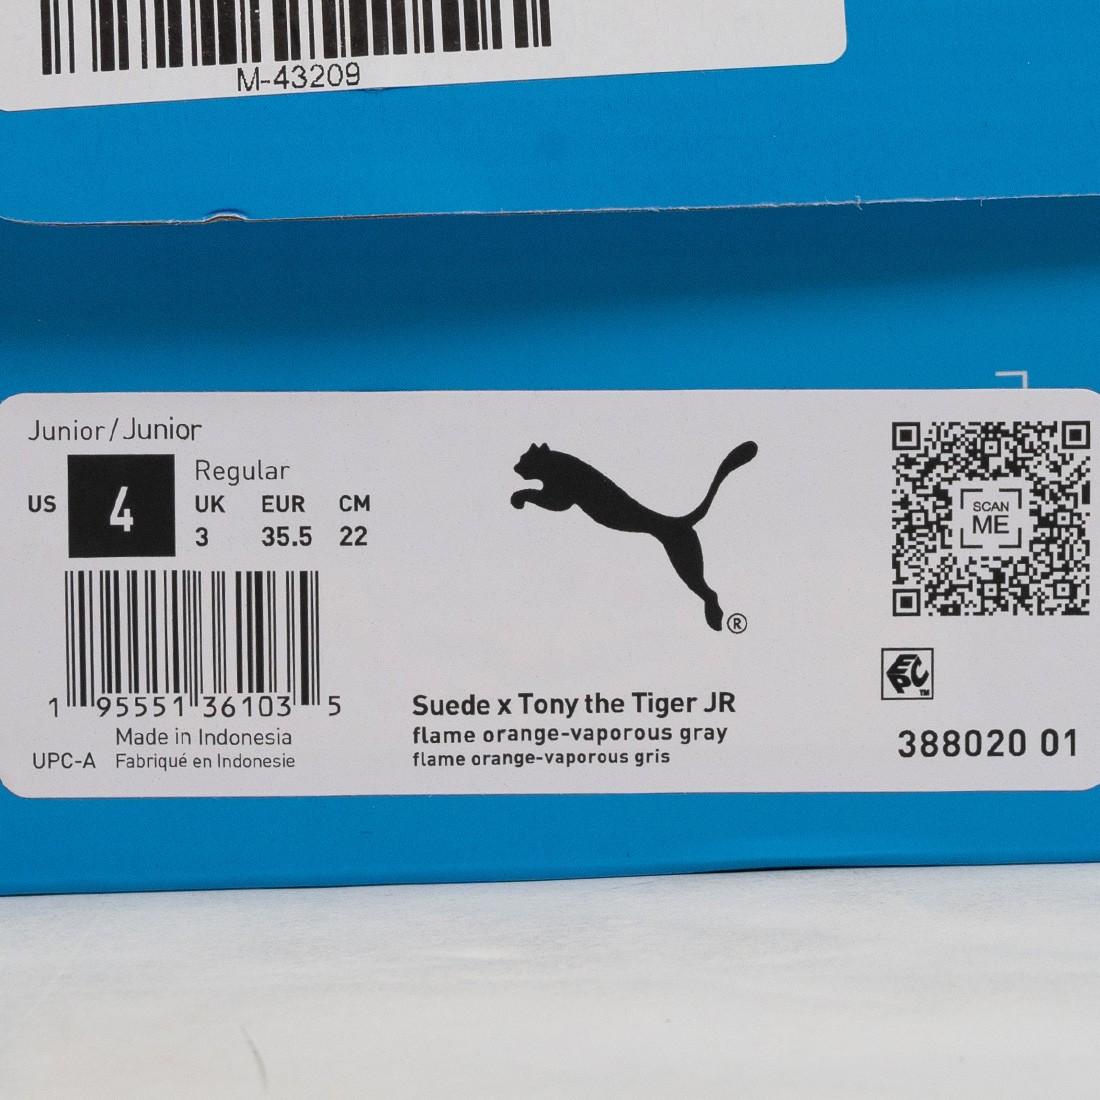 M-43209
Junior/Junior
US 4
Regular
UK EUR CM
3 35.5 22
1 95551 36103 5
UPC-A
Made in Indonesia
Fabriqué en Indonesie
®
Suede x Tony the Tiger JR
flame orange-vaporous gray
flame orange-vaporous gris
SCAN
ME
EPC™
388020 01